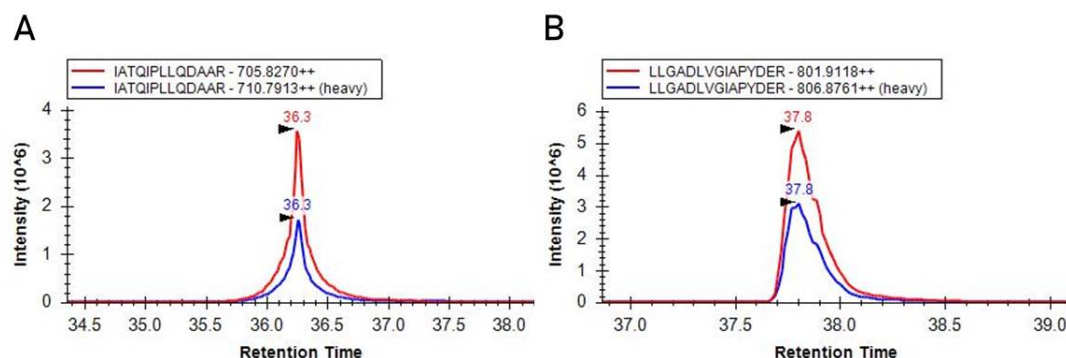 A
IATQIPLLQDAAR - 705.8270++
IATQIPLLQDAAR - 710.7913++ (heavy)
4
3
2
1
0
Intensity (10^6)
36.3
36.3
34.5 35.0 35.5 36.0 36.5 37.0 37.5 38.0
Retention Time
B
LLGADLVGIAPYDER - 801.9118++
LLGADLVGIAPYDER - 806.8761++ (heavy)
6
5
4
3
2
1
0
Intensity (10^6)
37.8
37.8
37.0 37.5 38.0 38.5 39.0
Retention Time